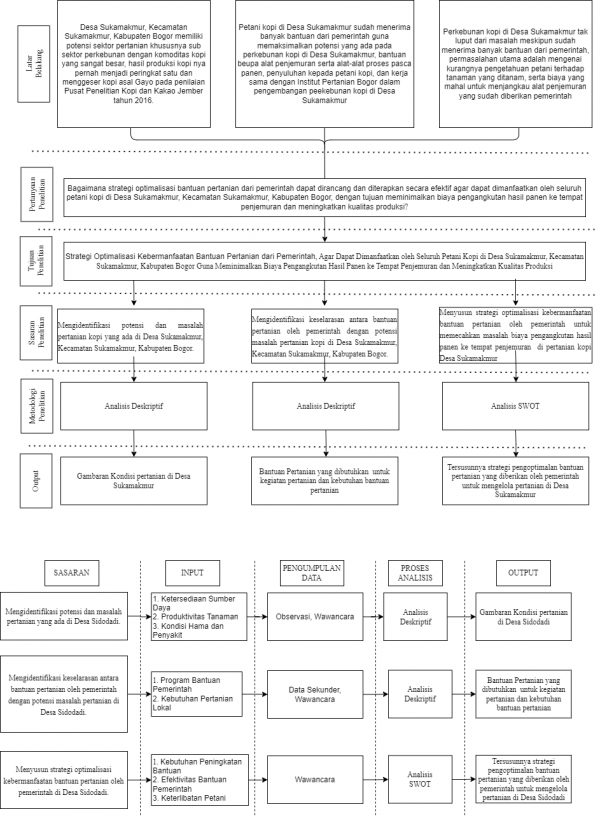 Latar
Belakang
Desa Sukamakmur, Kecamatan
Sukamakmur, Kabupaten Bogor memiliki
potensi sektor pertanian khususnya sub
sektor perkebunan dengan komoditas kopi
yang sangat besar, hasil produksi kopi nya
pernah menjadi peringkat satu dan
menggeser kopi asal Gayo pada penilaian
Pusat Penelitian Kopi dan Kakao Jember
tahun 2016.
Petani kopi di Desa Sukamakmur sudah menerima
banyak bantuan dari pemerintah guna
memaksimalkan potensi yang ada pada
perkebunan kopi di Desa Sukamakmur, bantuan
beupa alat penjemuran serta alat-alat proses pasca
panen, penyuluhan kepada petani kopi, dan kerja
sama dengan Institut Pertanian Bogor dalam
pengembangan peekebunan kopi di Desa
Sukamakmur
Perkebunan kopi di Desa Sukamakmur tak
luput dari masalah meskipun sudah
menerima banyak bantuan dari pemerintah,
permasalahan utama adalah mengenai
kurangnya pengetahuan petani terhadap
tanaman yang ditanam, serta biaya yang
mahal untuk menjangkau alat penjemuran
yang sudah diberikan pemerintah
Pertanyaan
Penelitian
Bagaimana strategi optimalisasi bantuan pertanian dari pemerintah dapat dirancang dan diterapkan secara efektif agar dapat dimanfaatkan oleh seluruh
petani kopi di Desa Sukamakmur, Kecamatan Sukamakmur, Kabupaten Bogor, dengan tujuan meminimalkan biaya pengangkutan hasil panen ke tempat
penjemuran dan meningkatkan kualitas produksi?
Tujuan
Penelitian
Strategi Optimalisasi Kebermanfaatan Bantuan Pertanian dari Pemerintah, Agar Dapat Dimanfaatkan oleh Seluruh Petani Kopi di Desa Sukamakmur, Kecamatan
Sukamakmur, Kabupaten Bogor Guna Meminimalkan Biaya Pengangkutan Hasil Panen ke Tempat Penjemuran dan Meningkatkan Kualitas Produksi
Sasaran
Penelitian
Mengidentifikasi potensi dan masalah
pertanian kopi yang ada di Desa Sukamakmur,
Kecamatan Sukamakmur, Kabupaten Bogor.
Mengidentifikasi keselarasan antara bantuan
pertanian oleh pemerintah dengan potensi
masalah pertanian kopi di Desa Sukamakmur,
Kecamatan Sukamakmur, Kabupaten Bogor.
Menyusun strategi optimalisasi kebermanfaatan
bantuan pertanian oleh pemerintah untuk
memecahkan masalah biaya pengangkutan hasil
panen ke tempat penjemuran di pertanian kopi
Desa Sukamakmur
Metodologi
Penelitian
Analisis Deskriptif
Analisis Deskriptif
Analisis SWOT
Output
Gambaran Kondisi pertanian di Desa
Sukamakmur
Bantuan Pertanian yang dibutuhkan untuk
kegiatan pertanian dan kebutuhan bantuan
pertanian
Tersusunnya strategi pengoptimalan bantuan
pertanian yang diberikan oleh pemerintah
untuk mengelola pertanian di Desa
Sukamakmur
SASARAN
INPUT
PENGUMPULAN
DATA
PROSES
ANALISIS
OUTPUT
Mengidentifikasi potensi dan masalah
pertanian yang ada di Desa Sidodadi.
1. Ketersediaan Sumber
Daya
2. Produktivitas Tanaman
3. Kondisi Hama dan
Penyakit
Observasi, Wawancara
Analisis
Deskriptif
Gambaran Kondisi pertanian
di Desa Sidodadi
Mengidentifikasi keselarasan antara
bantuan pertanian oleh pemerintah
dengan potensi masalah pertanian di
Desa Sidodadi.
1. Program Bantuan
Pemerintah
2. Kebutuhan Pertanian
Lokal
Data Sekunder,
Wawancara
Analisis
Deskriptif
Bantuan Pertanian yang
dibutuhkan untuk kegiatan
pertanian dan kebutuhan
bantuan pertanian
Menyusun strategi optimalisasi
kebermanfaatan bantuan pertanian oleh
pemerintah di Desa Sidodadi.
1. Kebutuhan Peningkatan
Bantuan
2. Efektivitas Bantuan
Pemerintah
3. Keterlibatan Petani
Wawancara
Analisis
SWOT
Tersusunnya strategi
pengoptimalan bantuan
pertanian yang diberikan oleh
pemerintah untuk mengelola
pertanian di Desa Sidodadi